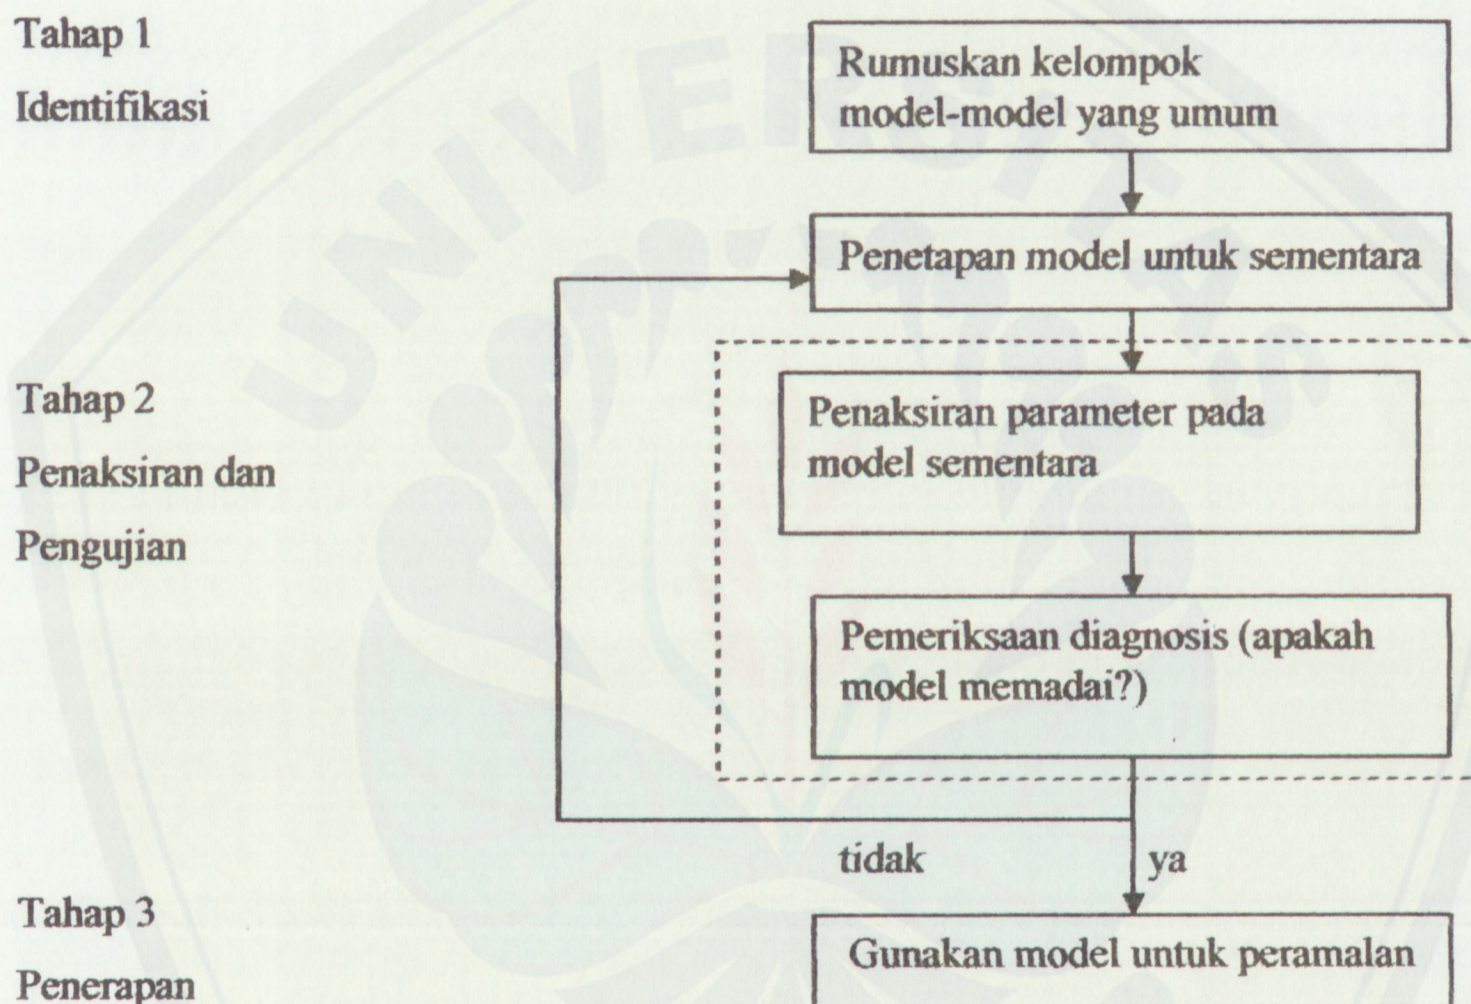 Tahap 1
Identifikasi
Rumuskan kelompok
model-model yang umum
Penetapan model untuk sementara
Tahap 2
Penaksiran dan
Pengujian
Penaksiran parameter pada
model sementara
Pemeriksaan diagnosis (apakah
model memadai?)
tidak
ya
Tahap 3
Penerapan
Gunakan model untuk peramalan
UNIVERSITAS